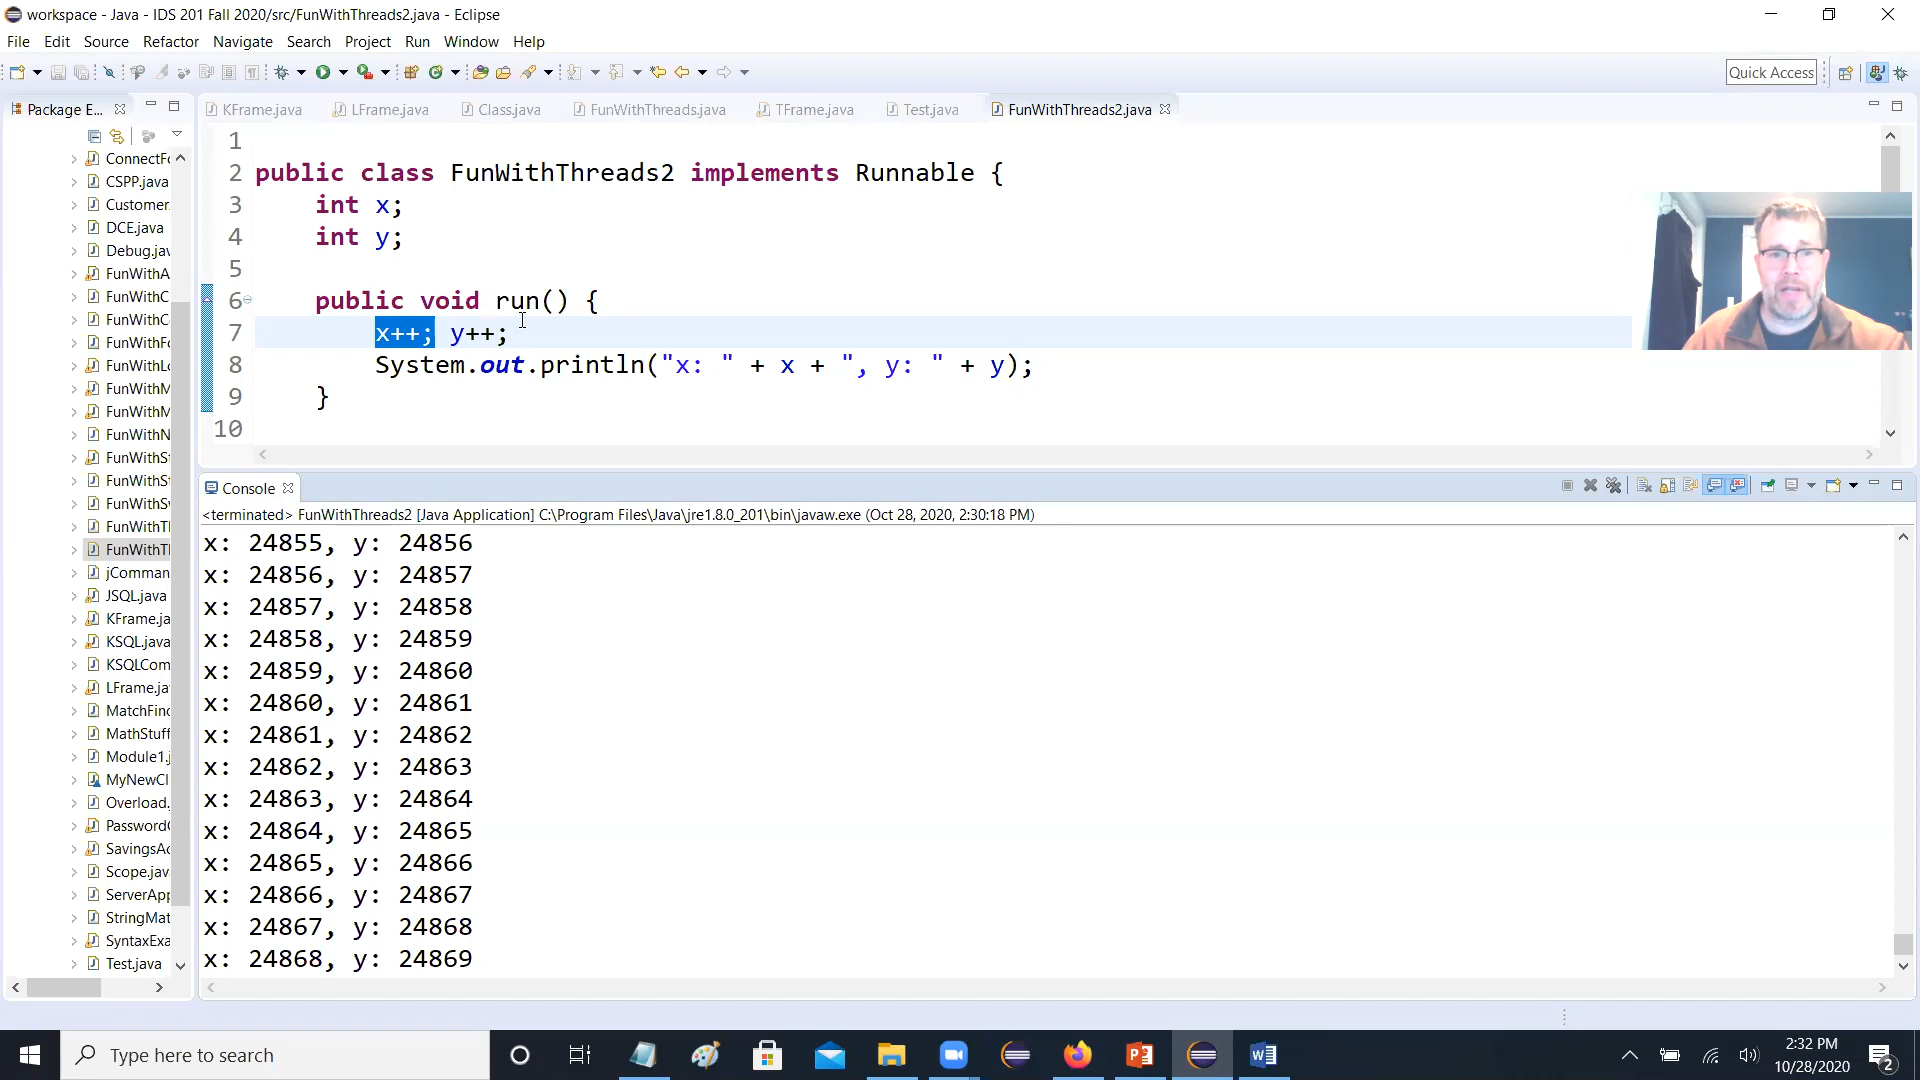 workspace - Java - IDS 201 Fall 2020/src/FunWithThreads2.java - Eclipse
File Edit Source Refactor Navigate Search Project Run Window Help
Quick Access
Package E...
KFrame.java LFrame.java Class.java FunWithThreads.java TFrame.java Test.java FunWithThreads2.java
ConnectFo
CSPP.java
Customer.
DCE.java
Debug.jav
FunWithA
FunWithC
FunWithCo
FunWithFo
FunWithLo
FunWithM
FunWithM
FunWithN
FunWithSt
FunWithSt
FunWithSv
FunWithTl
FunWithTl
jComman
JSQL.java
KFrame.ja
KSQL.java
KSQLCom
LFrame.ja
MatchFinc
MathStuff
Module1.j
MyNewCl
Overload.
Password
SavingsAc
Scope.jav
ServerApp
StringMat
SyntaxExa
Test.java
1
2 public class FunWithThreads2 implements Runnable {
3 int x;
4 int y;
5
6 public void run() {
7 x++; y++;
8 System.out.println("x: " + x + ", y: " + y);
9 }
10
Console
<terminated> FunWithThreads2 [Java Application] C:\Program Files\Java\jre1.8.0_201\bin\javaw.exe (Oct 28, 2020, 2:30:18 PM)
x: 24855, y: 24856
x: 24856, y: 24857
x: 24857, y: 24858
x: 24858, y: 24859
x: 24859, y: 24860
x: 24860, y: 24861
x: 24861, y: 24862
x: 24862, y: 24863
x: 24863, y: 24864
x: 24864, y: 24865
x: 24865, y: 24866
x: 24866, y: 24867
x: 24867, y: 24868
x: 24868, y: 24869
Type here to search
2:32 PM
10/28/2020
2